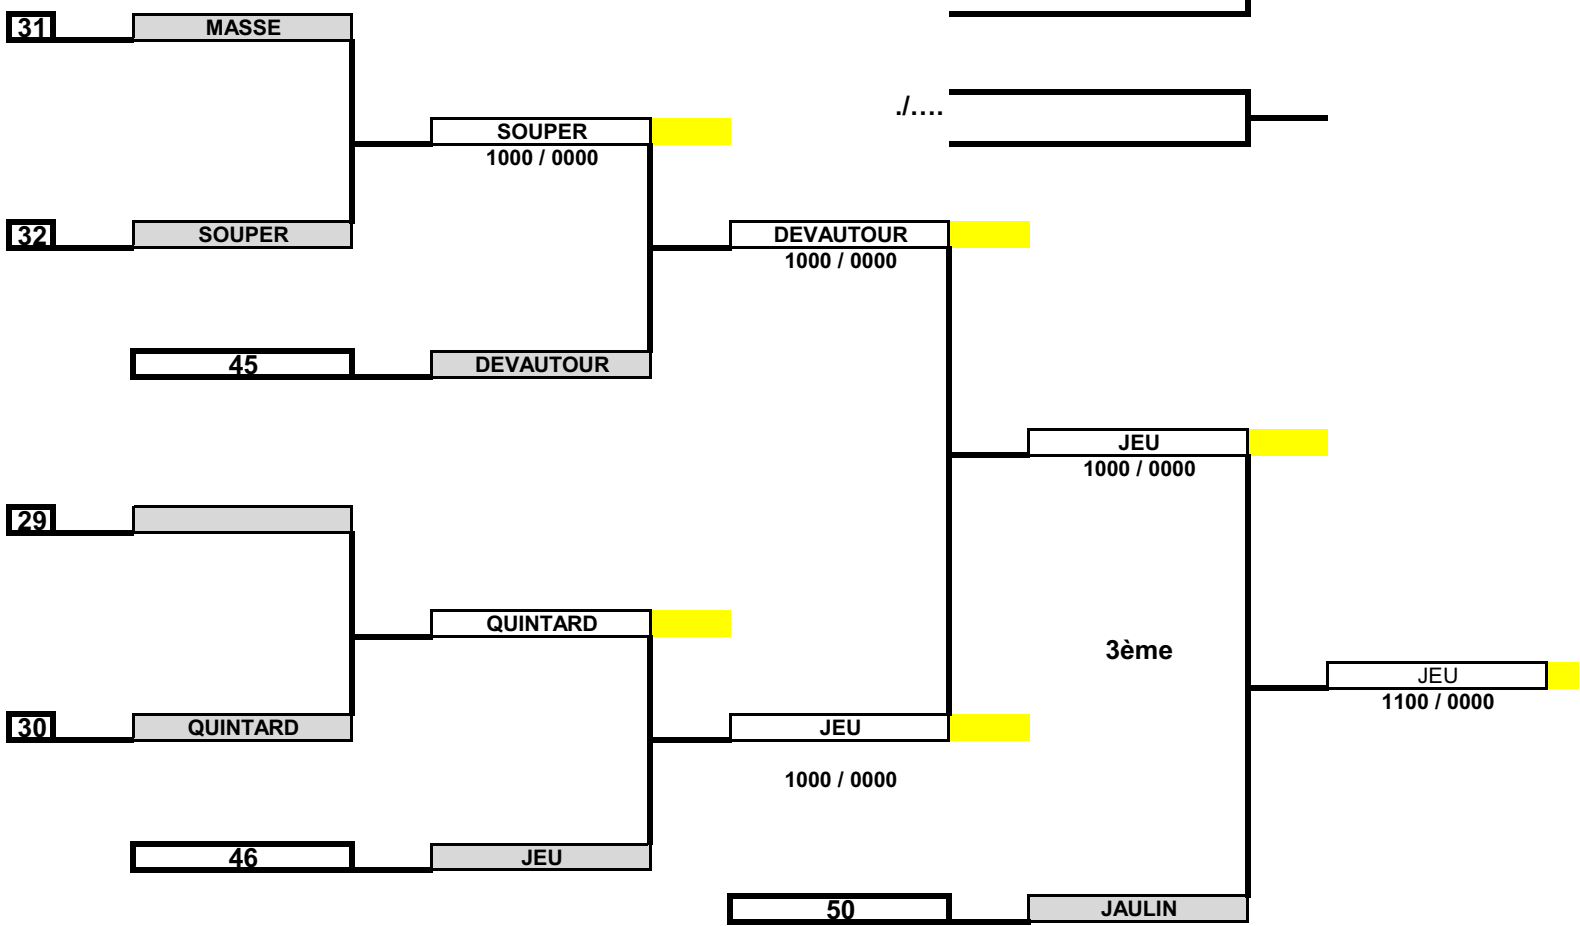 31 MASSE
./....
SOUPER
1000 / 0000
32 SOUPER
DEVAUTOUR
1000 / 0000
45 DEVAUTOUR
JEU
1000 / 0000
29
QUINTARD
3ème
JEU
1100 / 0000
30 QUINTARD
JEU
1000 / 0000
46 JEU
50 JAULIN